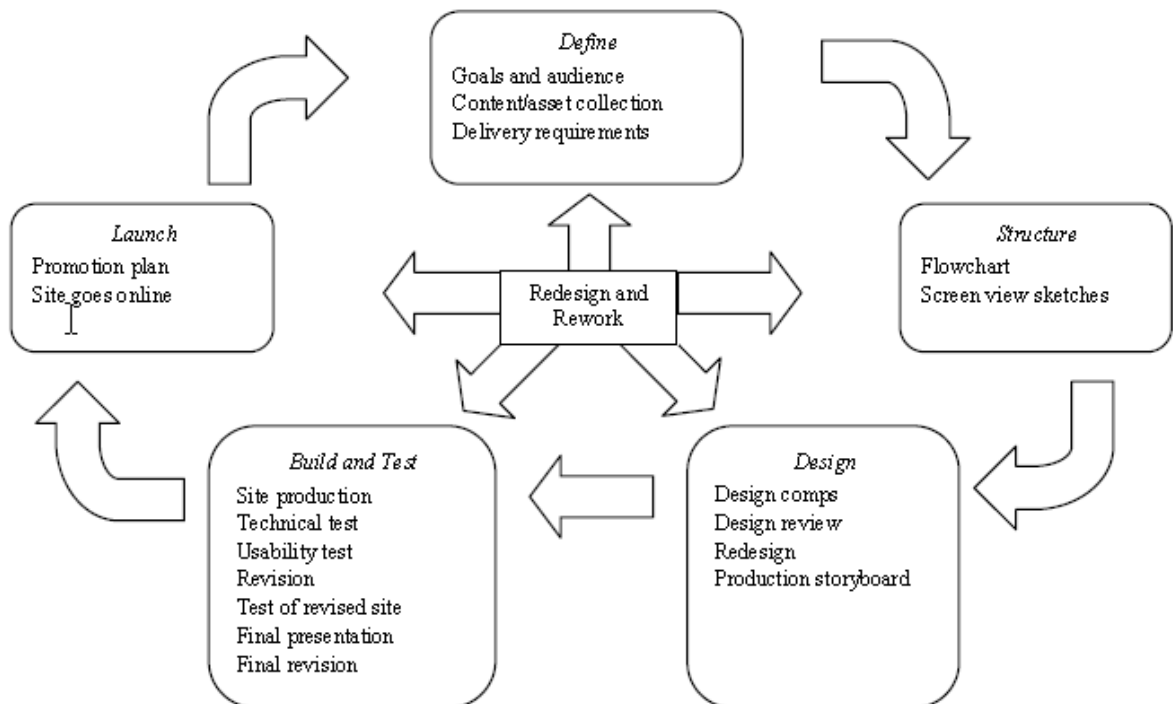 Define
Goals and audience
Content/asset collection
Delivery requirements
Structure
Flowchart
Screen view sketches
Design
Design comps
Design review
Redesign
Production storyboard
Build and Test
Site production
Technical test
Usability test
Revision
Test of revised site
Final presentation
Final revision
Launch
Promotion plan
Site goes online
Redesign and
Rework